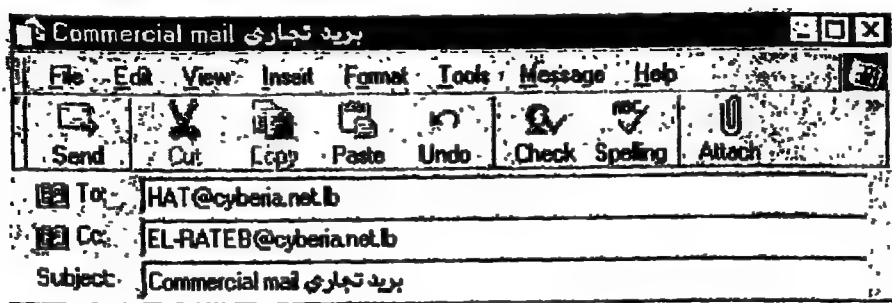 Commercial mail بريد تجاري
File Edit View Insert Format Tools Message Help
Send Cut Copy Paste Undo Check Spelling Attach
To: HAT@cyberia.net.lb
Cc: EL-RATEB@cyberia.net.lb
Subject: Commercial mail بريد تجاري